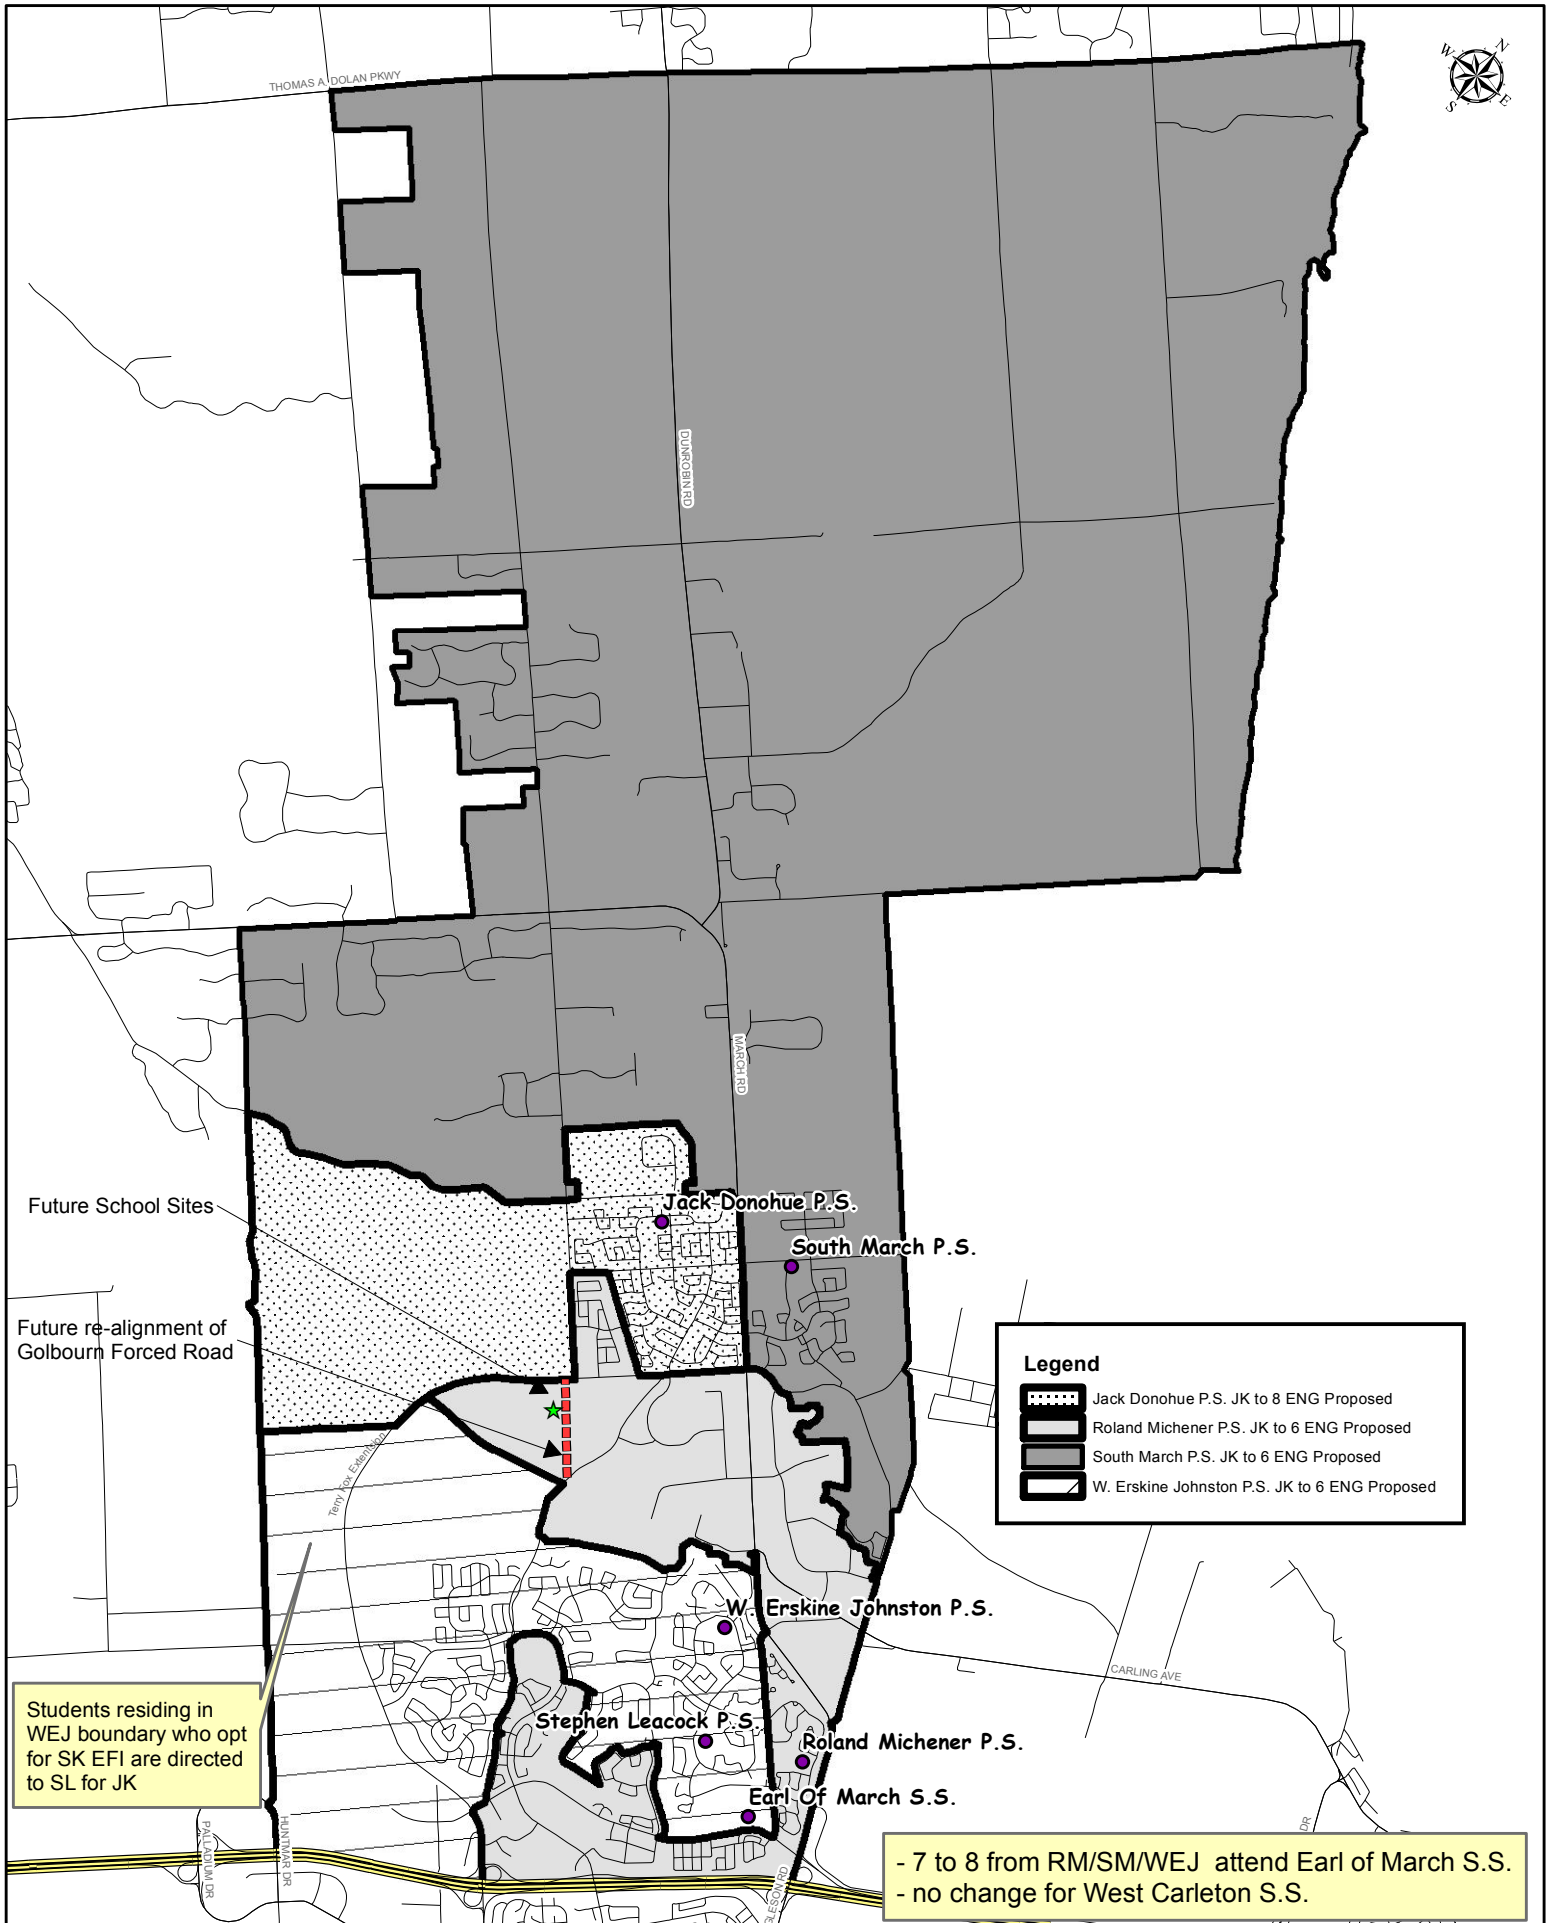 THOMAS A. DOLAN PKWY
W
N
S
E
DUNROBIN RD
MARCH RD
Future School Sites
Jack Donohue P.S.
South March P.S.
Future re-alignment of
Golbourn Forced Road
Legend
Jack Donohue P.S. JK to 8 ENG Proposed
Roland Michener P.S. JK to 6 ENG Proposed
South March P.S. JK to 6 ENG Proposed
W. Erskine Johnston P.S. JK to 6 ENG Proposed
Terry Fox Extension
W. Erskine Johnston P.S.
CARLING AVE
Students residing in
WEJ boundary who opt
for SK EFI are directed
to SL for JK
Stephen Leacock P.S.
Roland Michener P.S.
Earl Of March S.S.
PALLADIUM DR
HUNTMAR DR
GLESON RD
DR
- 7 to 8 from RM/SM/WEJ attend Earl of March S.S.
- no change for West Carleton S.S.